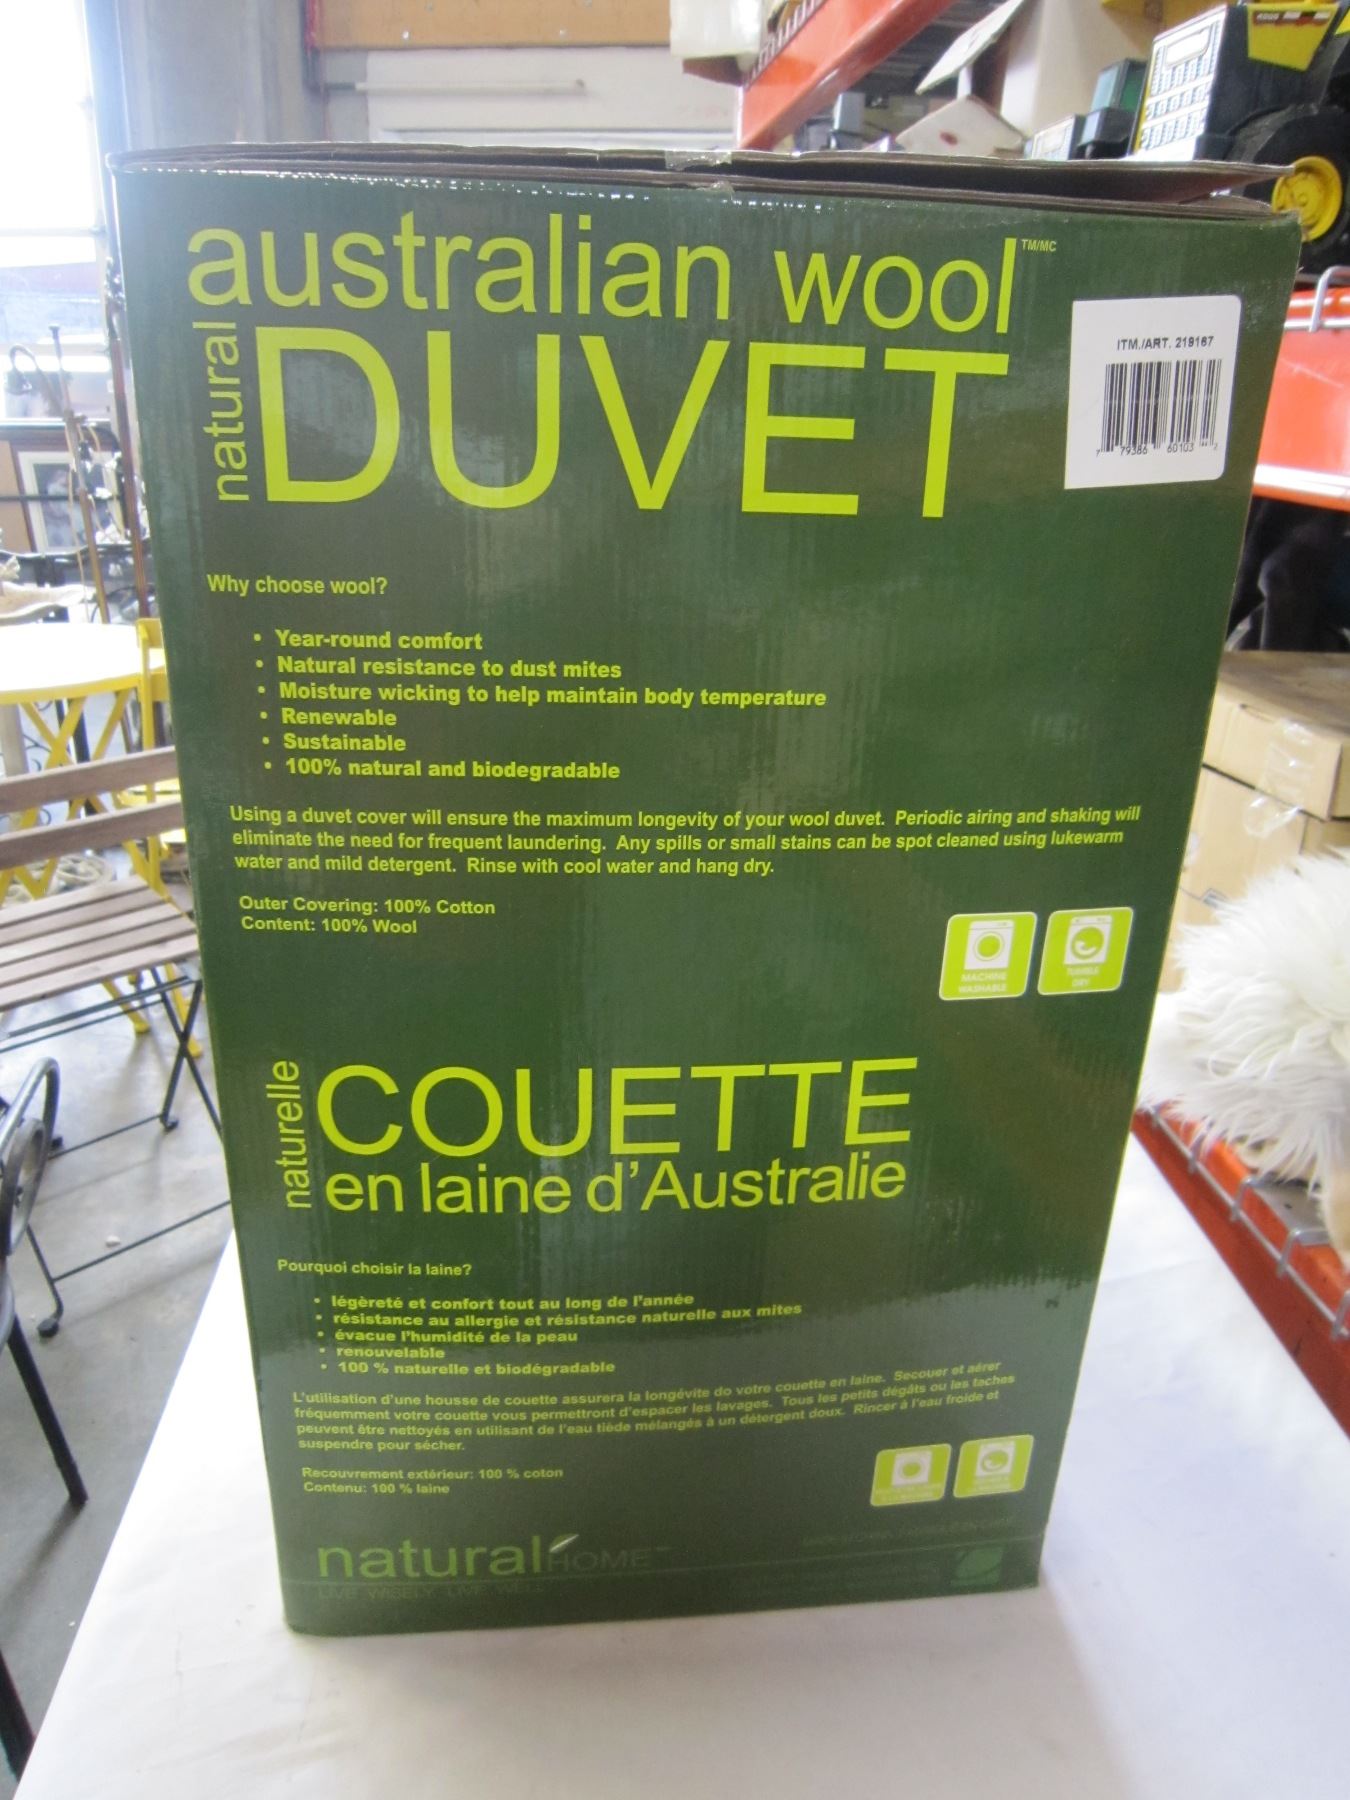 australian wool TM/MC
natural
DUVET
ITM./ART. 219167
7 79386 60103 2
Why choose wool?
• Year-round comfort
• Natural resistance to dust mites
• Moisture wicking to help maintain body temperature
• Renewable
• Sustainable
• 100% natural and biodegradable
Using a duvet cover will ensure the maximum longevity of your wool duvet. Periodic airing and shaking will
eliminate the need for frequent laundering. Any spills or small stains can be spot cleaned using lukewarm
water and mild detergent. Rinse with cool water and hang dry.
Outer Covering: 100% Cotton
Content: 100% Wool
MACHINE
WASHABLE
TUMBLE
DRY
naturelle
COUETTE
en laine d'Australie
Pourquoi choisir la laine?
• légèreté et confort tout au long de l'année
• résistance au allergie et résistance naturelle aux mites
• évacue l'humidité de la peau
• renouvelable
• 100 % naturelle et biodégradable
L'utilisation d'une housse de couette assurera la longévite do votre couette en laine. Secouer et aérer
fréquemment votre couette vous permettront d'espacer les lavages. Tous les petits dégâts ou les taches
peuvent être nettoyés en utilisant de l'eau tiède mélangés à un détergent doux. Rincer à l'eau froide et
suspendre pour sécher.
Recouvrement extérieur: 100 % coton
Contenu: 100 % laine
natural HOME
LIVE WISELY. LIVE WELL.